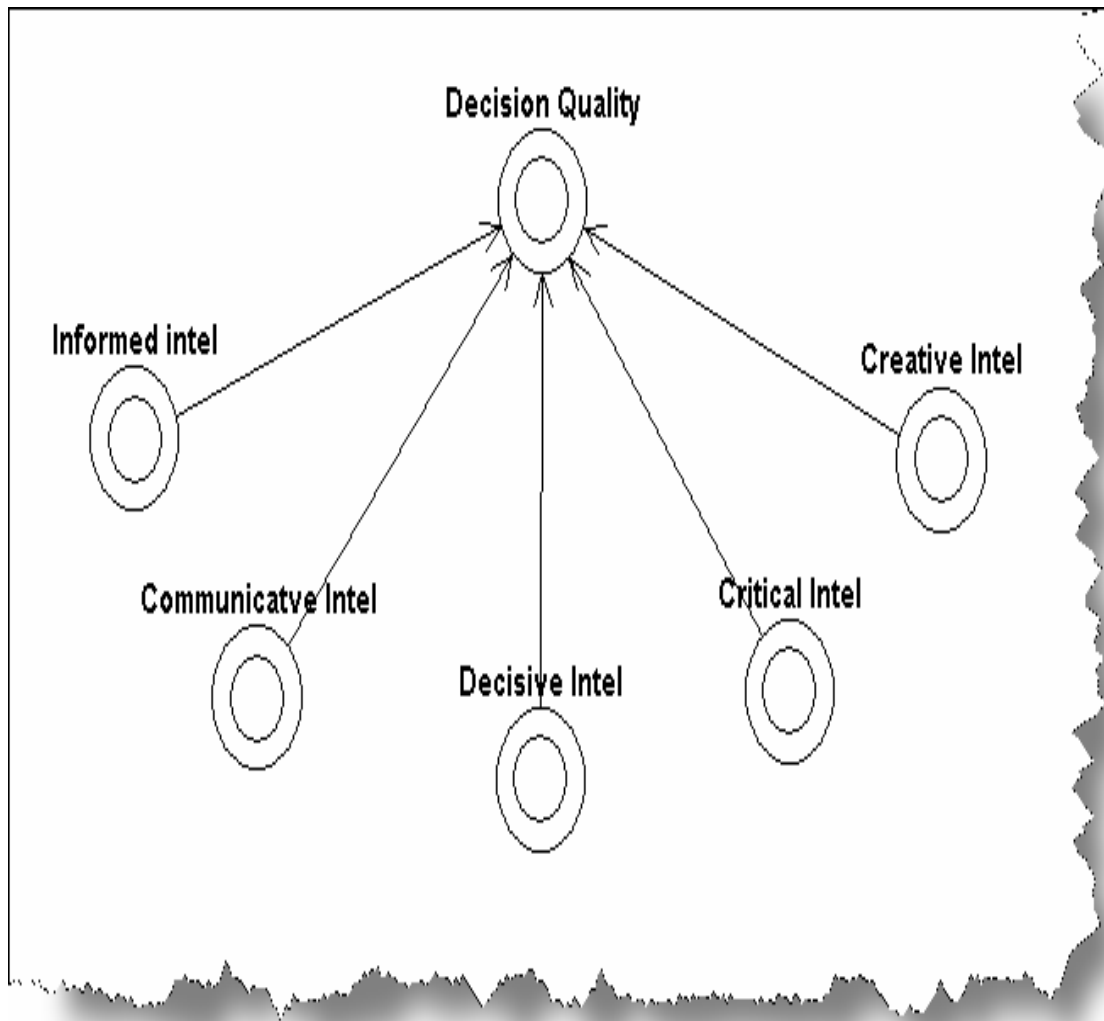 Decision Quality
Informed intel
Creative Intel
Communicatve Intel
Critical Intel
Decisive Intel